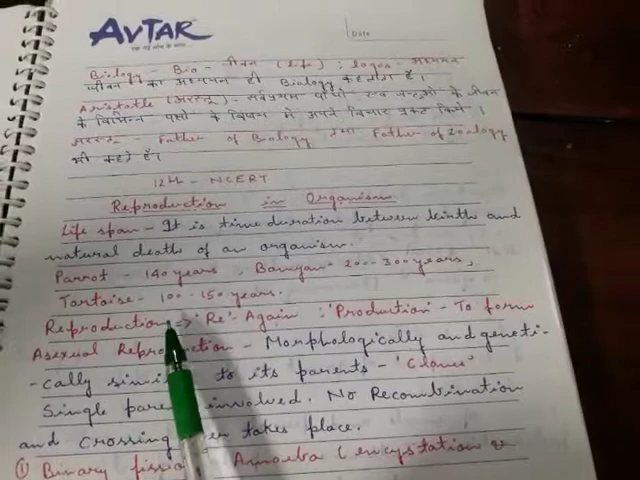 AVTAR
Date
Biology - Bio - जीवन (life) : logos - अध्ययन
जीवन का अध्ययन ही Biology कहलाता है।
Aristotle (अरस्तू) - सर्वप्रथम पादपों एवं जन्तुओं के जीवन
के विभिन्न पक्षों के विषय में अपने विचार प्रकट किये।
अरस्तू - Father of Biology तथा Father of Zoology
भी कहते हैं।
12th - NCERT
Reproduction in Organism
Life span - It is time duration between birth and
natural death of an organism.
Parrot - 140 years, Banyan - 200-300 years,
Tortoise - 100-150 years.
Reproduction => 'Re' - Again : 'Production' - To form
Asexual Reproduction - Morphologically and geneti-
-cally to its parents - 'Clones'
Single involved. No Recombination
and crossing takes place.
① Binary Amoeba (encystation